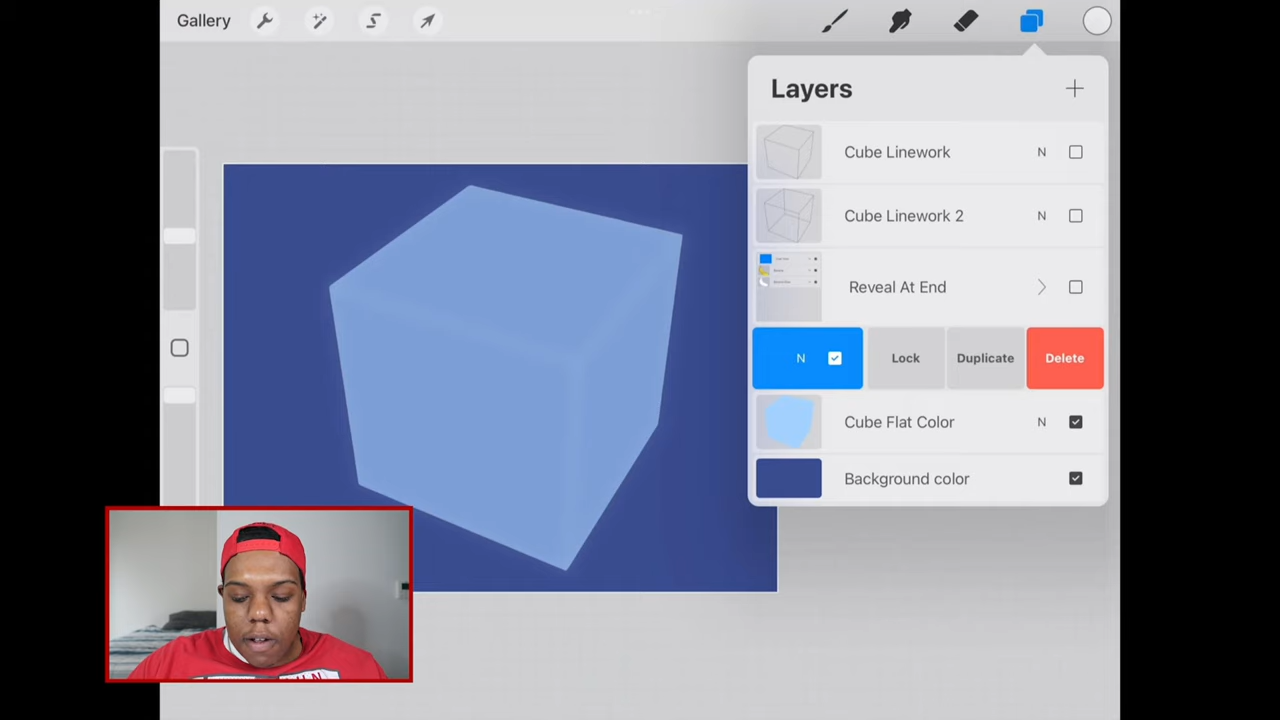 Gallery
Layers
Cube Linework N
Cube Linework 2 N
Reveal At End
N Lock Duplicate Delete
Cube Flat Color N
Background color